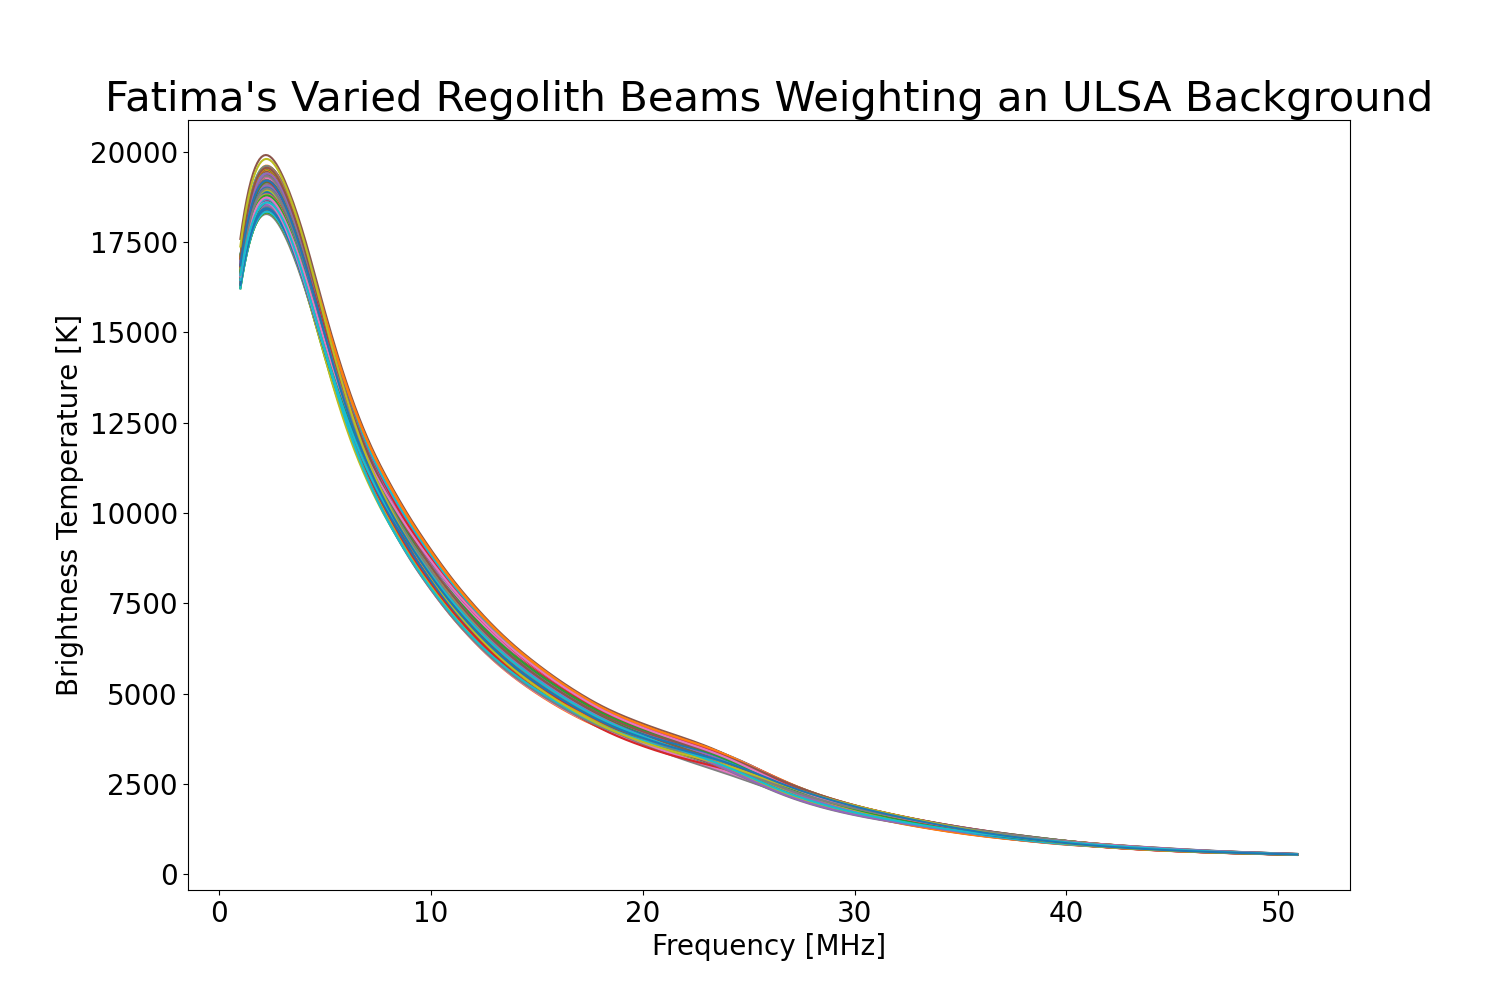 Fatima's Varied Regolith Beams Weighting an ULSA Background
20000
17500
15000
12500
10000
7500
5000
2500
0
Brightness Temperature [K]
0 10 20 30 40 50
Frequency [MHz]